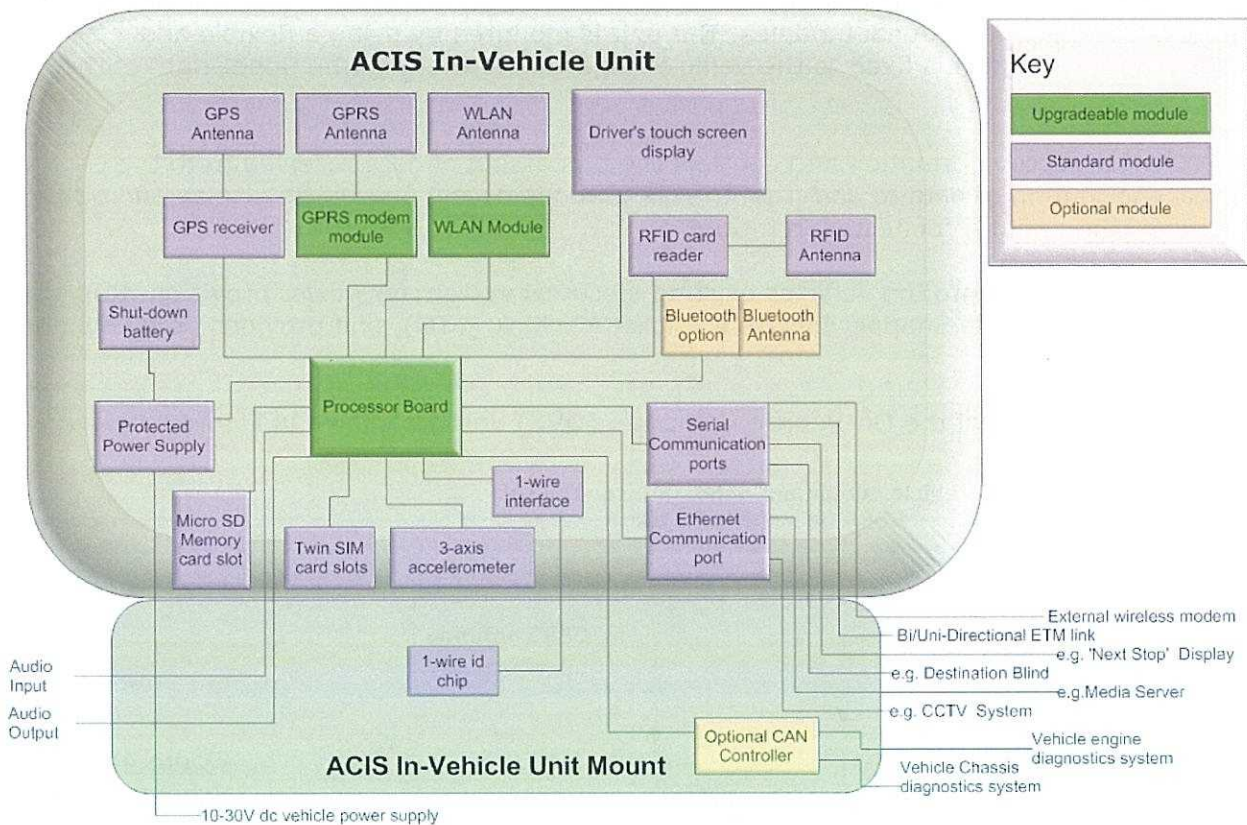 ACIS In-Vehicle Unit
Key
Upgradeable module
Standard module
Optional module
GPS
Antenna
GPRS
Antenna
WLAN
Antenna
Driver's touch screen
display
GPS receiver
GPRS modem
module
WLAN Module
RFID card
reader
RFID
Antenna
Shut-down
battery
Bluetooth
option
Bluetooth
Antenna
Processor Board
Protected
Power Supply
Serial
Communication
ports
1-wire
interface
Micro SD
Memory
card slot
Twin SIM
card slots
3-axis
accelerometer
Ethernet
Communication
port
External wireless modem
Bi/Uni-Directional ETM link
e.g. 'Next Stop' Display
e.g. Destination Blind
e.g.Media Server
e.g. CCTV System
Audio
Input
Audio
Output
1-wire id
chip
Optional CAN
Controller
Vehicle engine
diagnostics system
Vehicle Chassis
diagnostics system
ACIS In-Vehicle Unit Mount
10-30V dc vehicle power supply